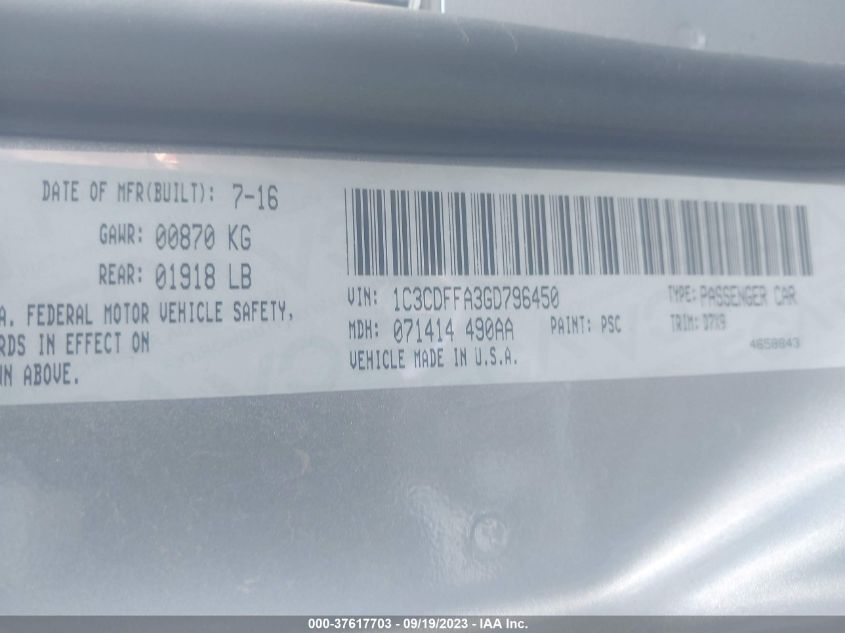 DATE OF MFR(BUILT): 7-16
GAWR: 00870 KG
REAR: 01918 LB
A. FEDERAL MOTOR VEHICLE SAFETY,
RDS IN EFFECT ON
N ABOVE.
VIN: 1C3CDFFA3GD796450
TYPE: PASSENGER CAR
MDH: 071414 490AA
PAINT: PSC
TRIM: D7X9
VEHICLE MADE IN U.S.A.
4658843
000-37617703 - 09/19/2023 - IAA Inc.